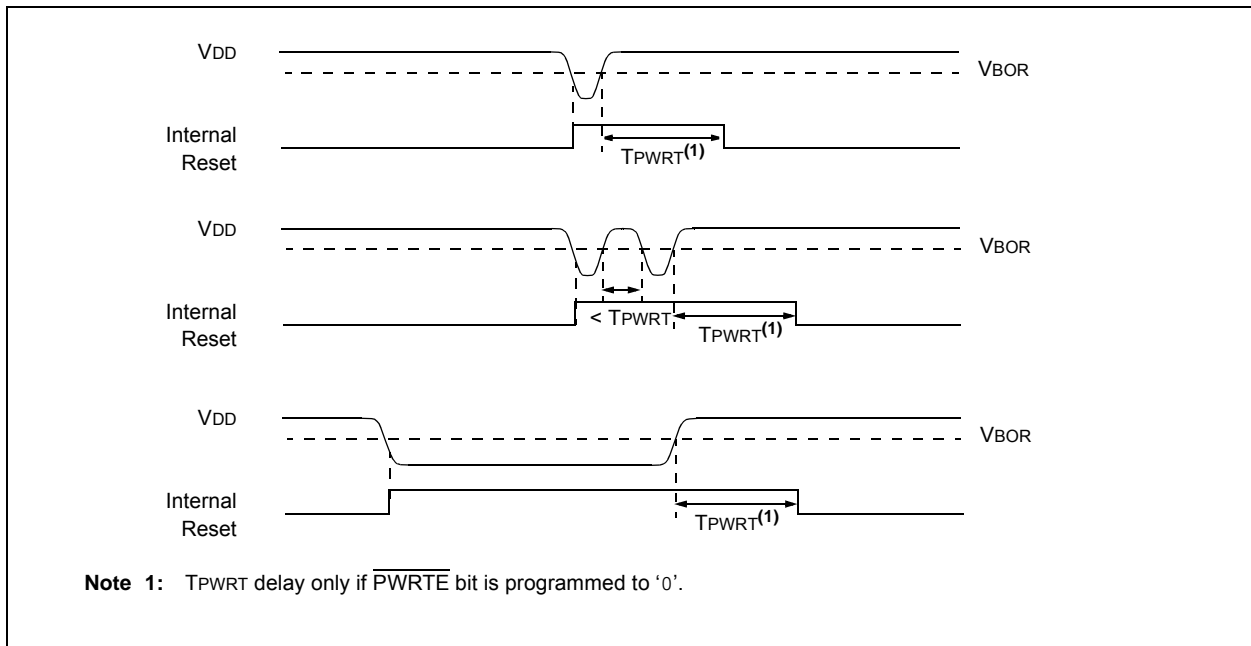 VDD
VBOR
Internal
Reset
TPWRT(1)
VDD
VBOR
Internal
Reset
< TPWRT
TPWRT(1)
VDD
VBOR
Internal
Reset
TPWRT(1)
Note 1: TPWRT delay only if PWRTE bit is programmed to ‘0’.